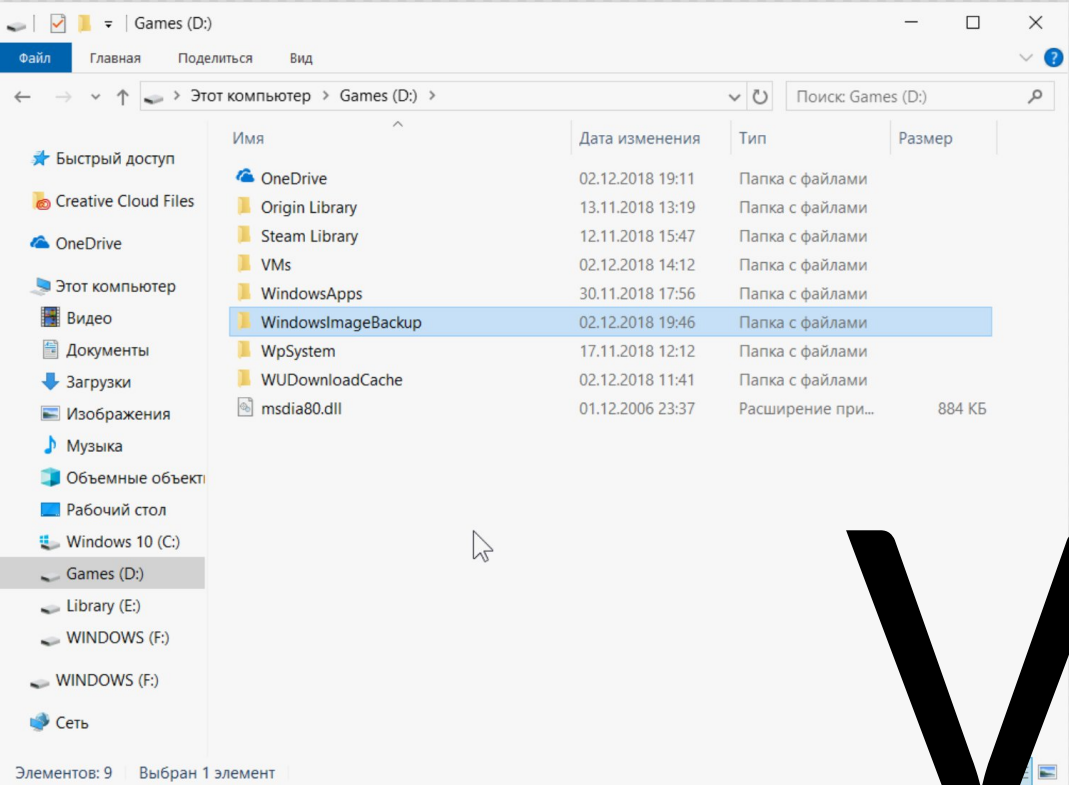 Games (D:)
Файл Главная Поделиться Вид
Этот компьютер > Games (D:) >
Поиск: Games (D:)
Имя Дата изменения Тип Размер
Быстрый доступ
Creative Cloud Files
OneDrive
Этот компьютер
Видео
Документы
Загрузки
Изображения
Музыка
Объемные объект
Рабочий стол
Windows 10 (C:)
Games (D:)
Library (E:)
WINDOWS (F:)
WINDOWS (F:)
Сеть
OneDrive 02.12.2018 19:11 Папка с файлами
Origin Library 13.11.2018 13:19 Папка с файлами
Steam Library 12.11.2018 15:47 Папка с файлами
VMs 02.12.2018 14:12 Папка с файлами
WindowsApps 30.11.2018 17:56 Папка с файлами
WindowsImageBackup 02.12.2018 19:46 Папка с файлами
WpSystem 17.11.2018 12:12 Папка с файлами
WUDownloadCache 02.12.2018 11:41 Папка с файлами
msdia80.dll 01.12.2006 23:37 Расширение при... 884 КБ
Элементов: 9 Выбран 1 элемент